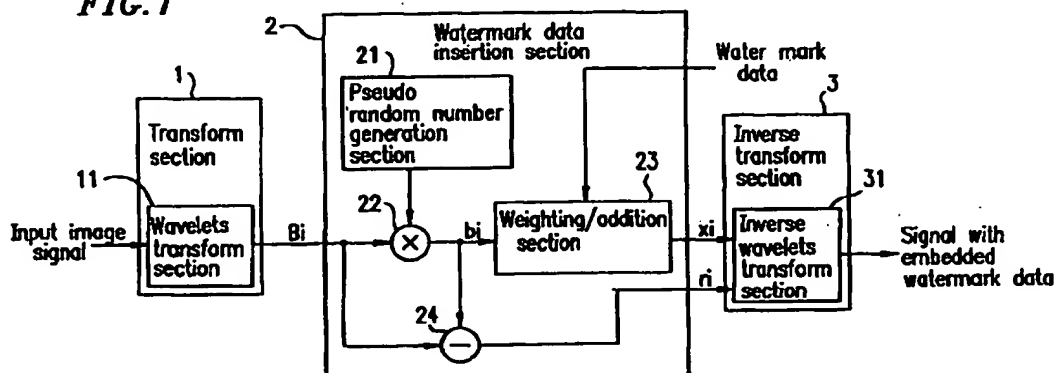 FIG. 1
2
Watermark data
insertion section
21
Pseudo
random number
generation
section
Water mark
data
1
Transform
section
11
Wavelets
transform
section
Input image
signal
Bi
22
×
bi
23
Weighting/addition
section
xi
ri
24
−
3
Inverse
transform
section
31
Inverse
wavelets
transform
section
Signal with
embedded
watermark data